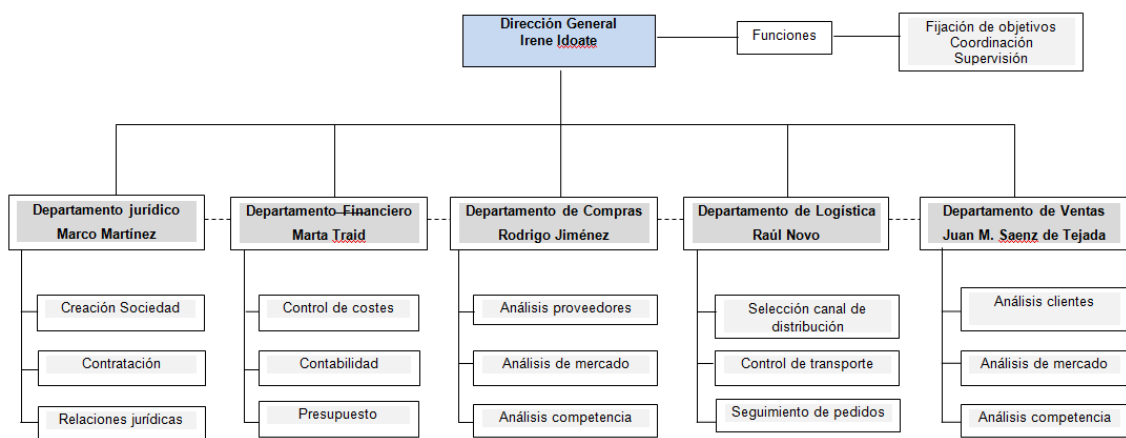 Dirección General
Irene Idoate
Funciones
Fijación de objetivos
Coordinación
Supervisión
Departamento jurídico
Marco Martínez
Departamento Financiero
Marta Traid
Departamento de Compras
Rodrigo Jiménez
Departamento de Logística
Raúl Novo
Departamento de Ventas
Juan M. Saenz de Tejada
Creación Sociedad
Contratación
Relaciones jurídicas
Control de costes
Contabilidad
Presupuesto
Análisis proveedores
Análisis de mercado
Análisis competencia
Selección canal de
distribución
Control de transporte
Seguimiento de pedidos
Análisis clientes
Análisis de mercado
Análisis competencia